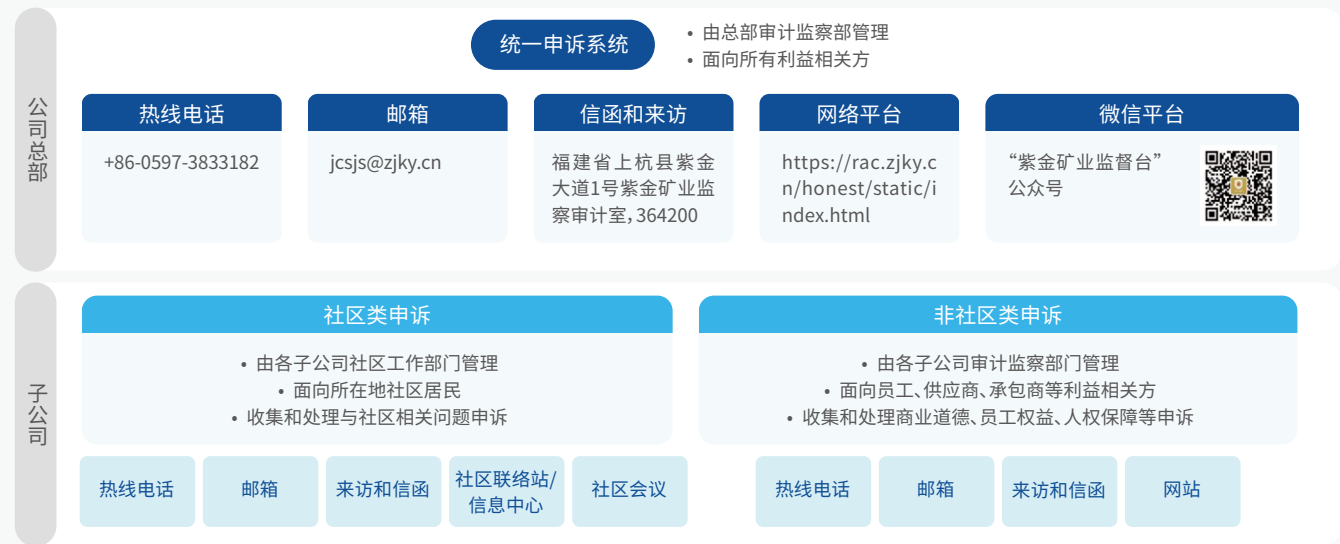 公司总部
统一申诉系统
• 由总部审计监察部管理
• 面向所有利益相关方
热线电话
+86-0597-3833182
邮箱
jcsjs@zjky.cn
信函和来访
福建省上杭县紫金
大道1号紫金矿业监
察审计室，364200
网络平台
https://rac.zjky.c
n/honest/static/i
ndex.html
微信平台
“紫金矿业监督台”
公众号
子公司
社区类申诉
• 由各子公司社区工作部门管理
• 面向所在地社区居民
• 收集和处理与社区相关问题申诉
热线电话
邮箱
来访和信函
社区联络站/
信息中心
社区会议
非社区类申诉
• 由各子公司审计监察部门管理
• 面向员工、供应商、承包商等利益相关方
• 收集和处理商业道德、员工权益、人权保障等申诉
热线电话
邮箱
来访和信函
网站